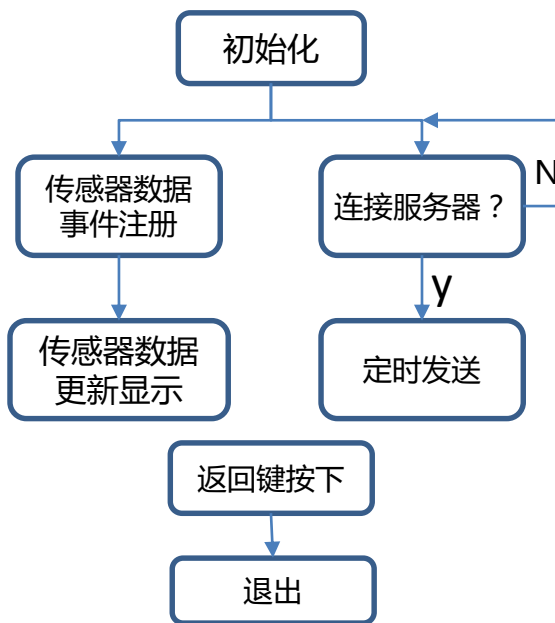 初始化
传感器数据
事件注册
连接服务器？
N
y
传感器数据
更新显示
定时发送
返回键按下
退出